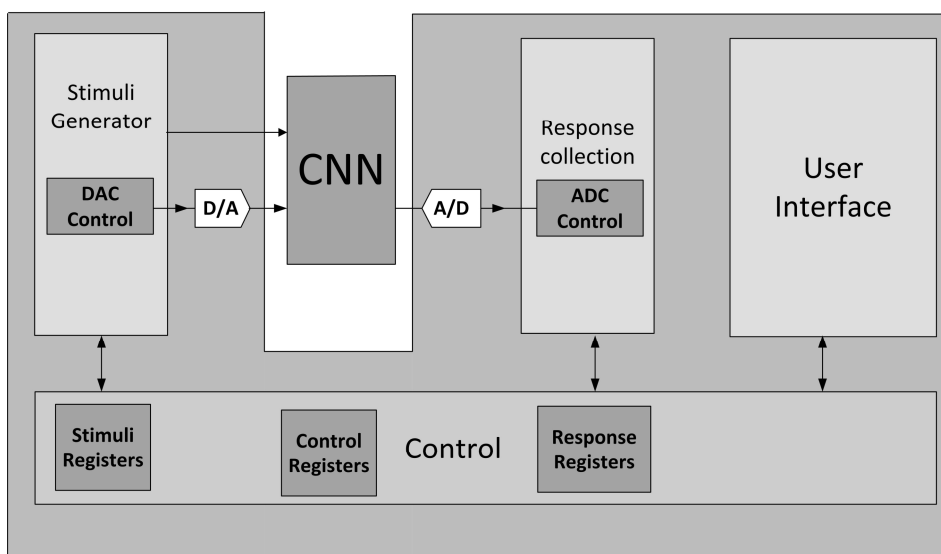 Stimuli
Generator
DAC
Control
D/A
CNN
A/D
Response
collection
ADC
Control
User
Interface
Stimuli
Registers
Control
Registers
Control
Response
Registers